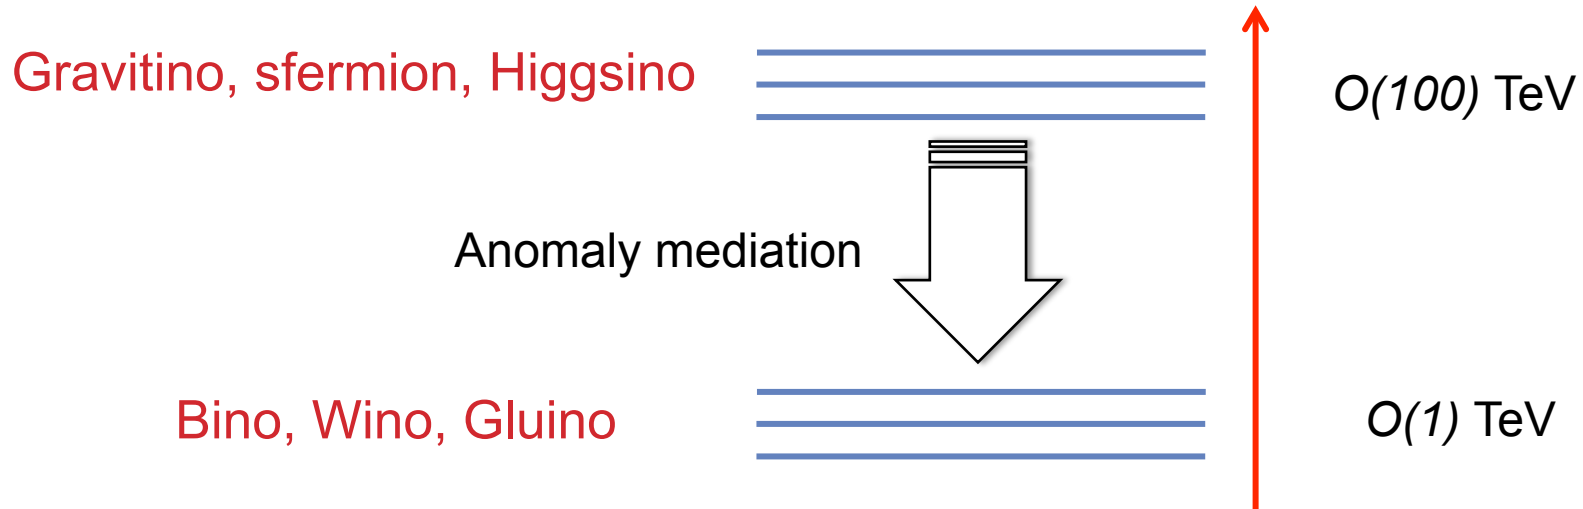 Gravitino, sfermion, Higgsino
O(100) TeV
Anomaly mediation
Bino, Wino, Gluino
O(1) TeV